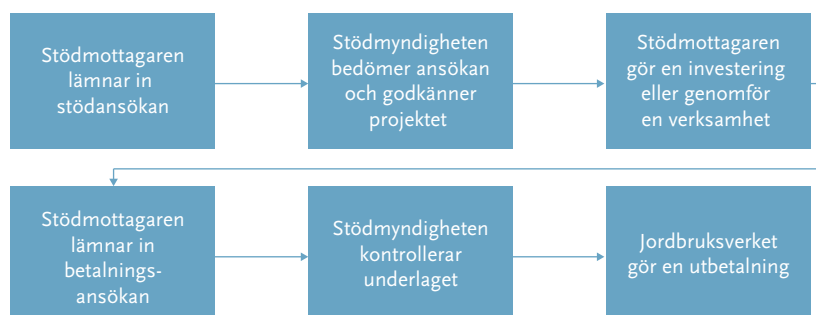 Stödmottagaren
lämnar in
stödansökan
Stödmyndigheten
bedömer ansökan
och godkänner
projektet
Stödmottagaren
gör en investering
eller genomför
en verksamhet
Stödmottagaren
lämnar in
betalnings-
ansökan
Stödmyndigheten
kontrollerar
underlaget
Jordbruksverket
gör en utbetalning